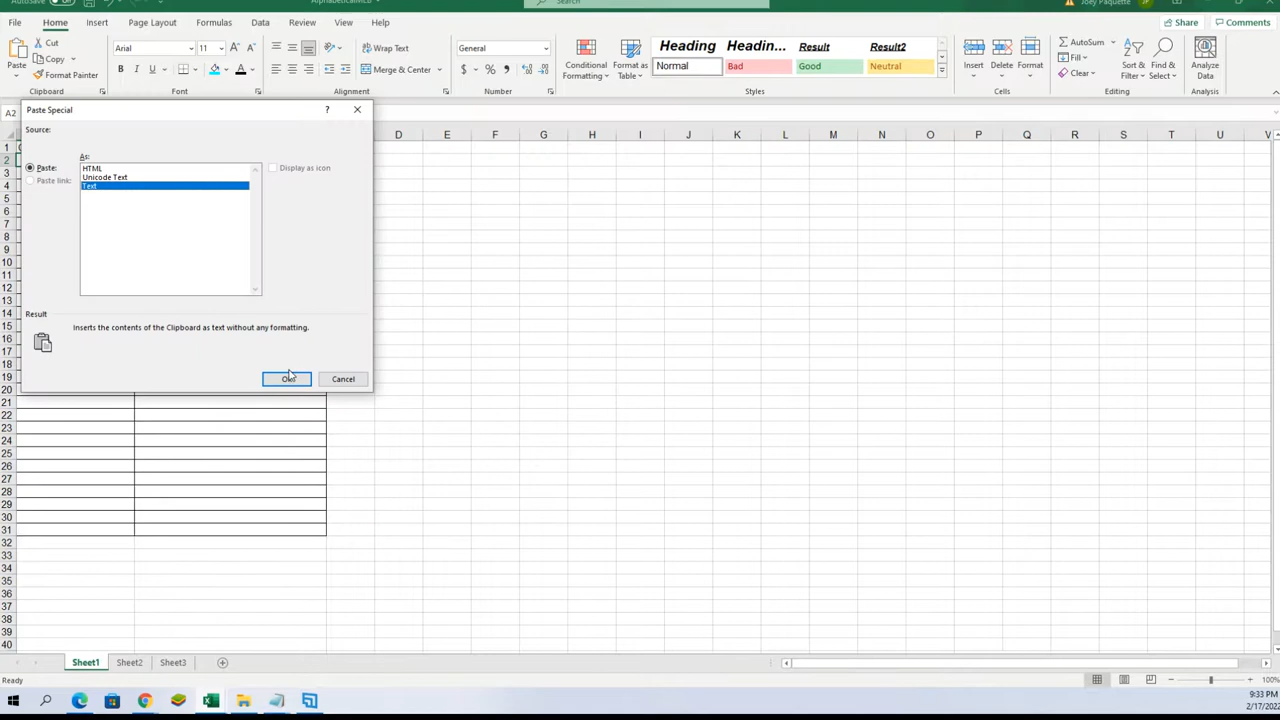 AutoSave Off Search Joey Paquette JP
File Home Insert Page Layout Formulas Data Review View Help Share Comments
Paste Cut Copy Format Painter Clipboard
Arial 11 A A B I U A Font
Wrap Text Merge & Center Alignment
General $ % , Number
Conditional Formatting Format as Table
Heading Headin... Result Result2
Normal Bad Good Neutral Styles
Insert Delete Format Cells
AutoSum Fill Clear Sort & Filter Find & Select Editing
Analyze Data Analysis
A2
D E F G H I J K L M N O P Q R S T U V
Paste Special ? 
Source:
As:
Paste:
Paste link:
HTML
Unicode Text
Text
Display as icon
Result
Inserts the contents of the Clipboard as text without any formatting.
Cancel
1
2
3
4
5
6
7
8
9
10
11
12
13
14
15
16
17
18
19
20
21
22
23
24
25
26
27
28
29
30
31
32
33
34
35
36
37
38
39
40
Sheet1 Sheet2 Sheet3
Ready 100%
9:33 PM